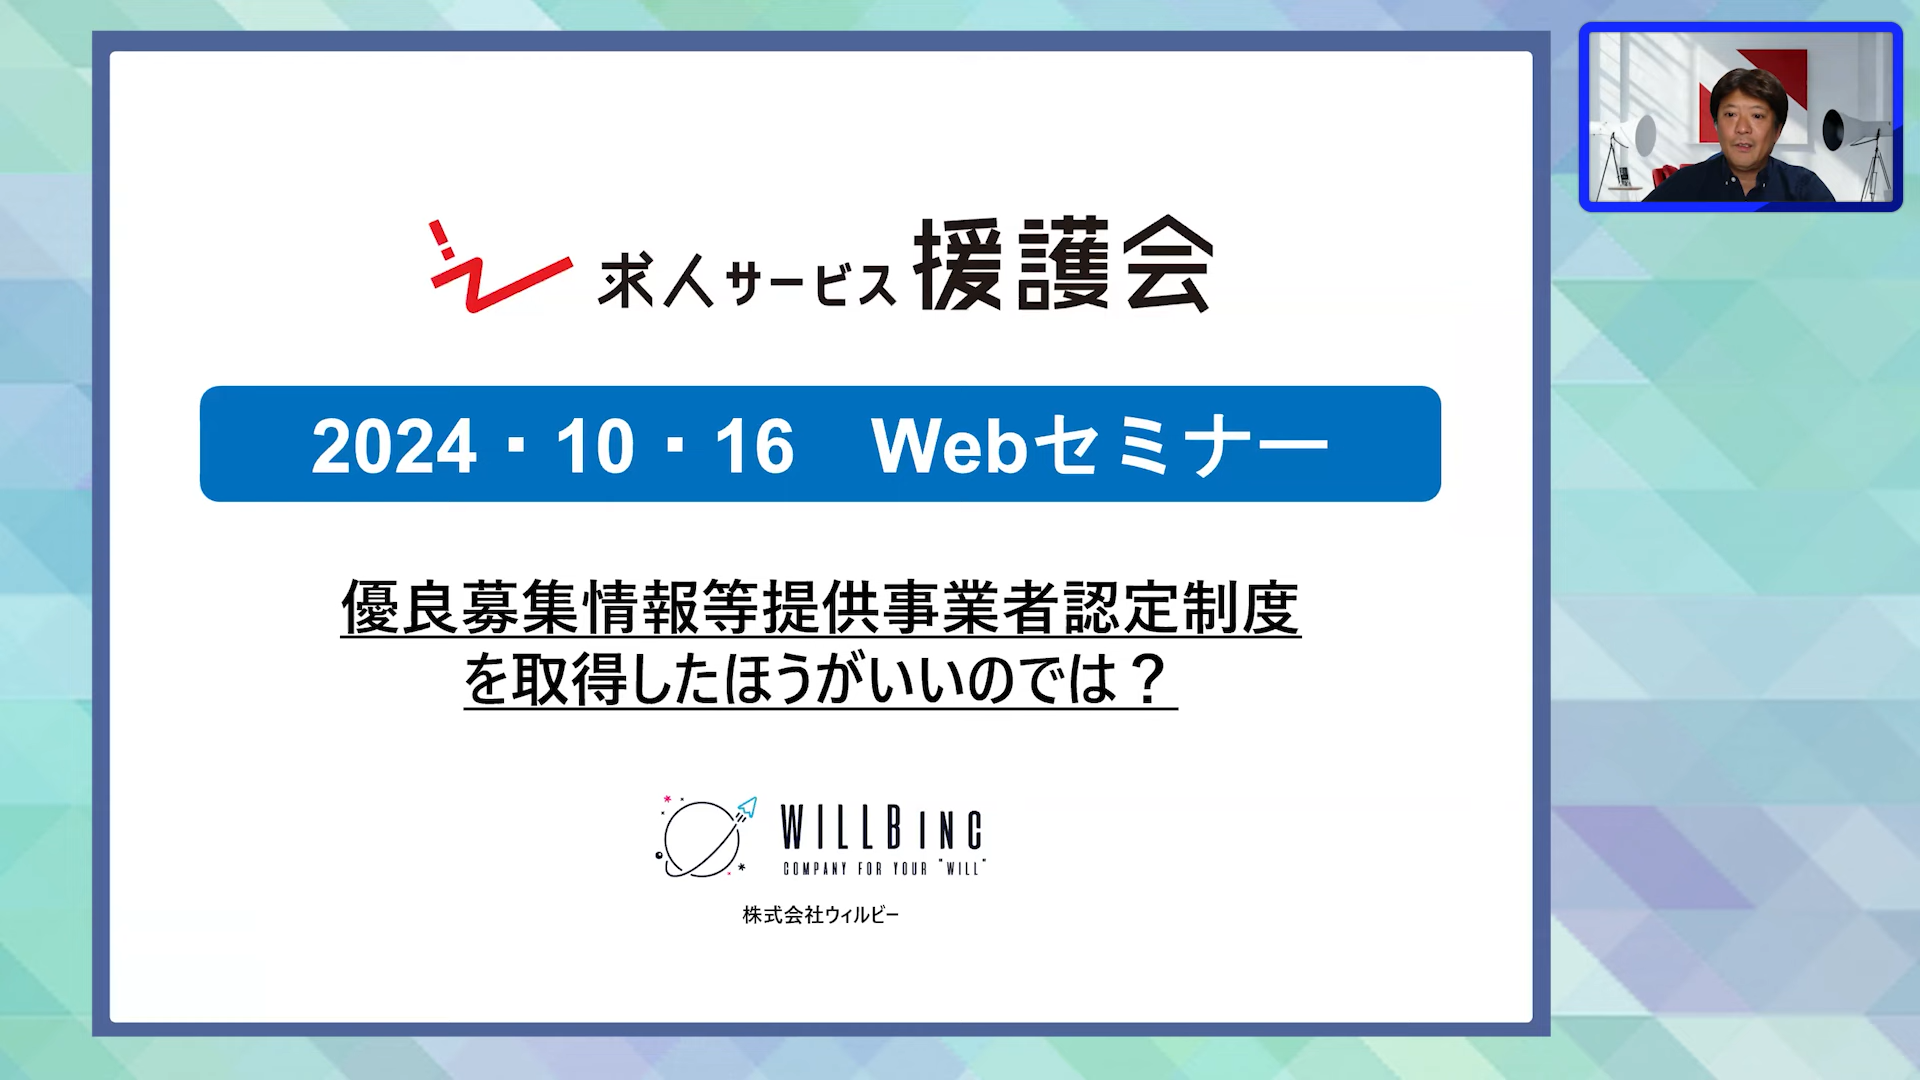 求人サービス 援護会
2024・10・16　Webセミナー
優良募集情報等提供事業者認定制度
を取得したほうがいいのでは？
WILLB INC
COMPANY FOR YOUR "WILL"
株式会社ウィルビー